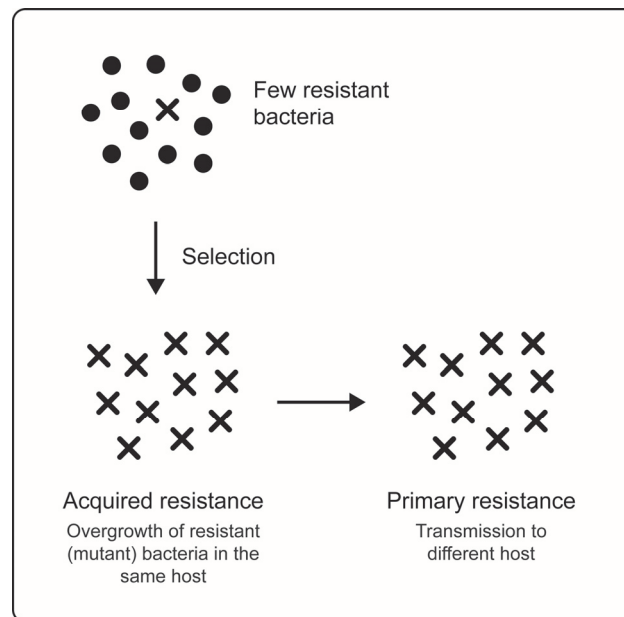 Few resistant
bacteria
Selection
Acquired resistance
Overgrowth of resistant
(mutant) bacteria in the
same host
Primary resistance
Transmission to
different host